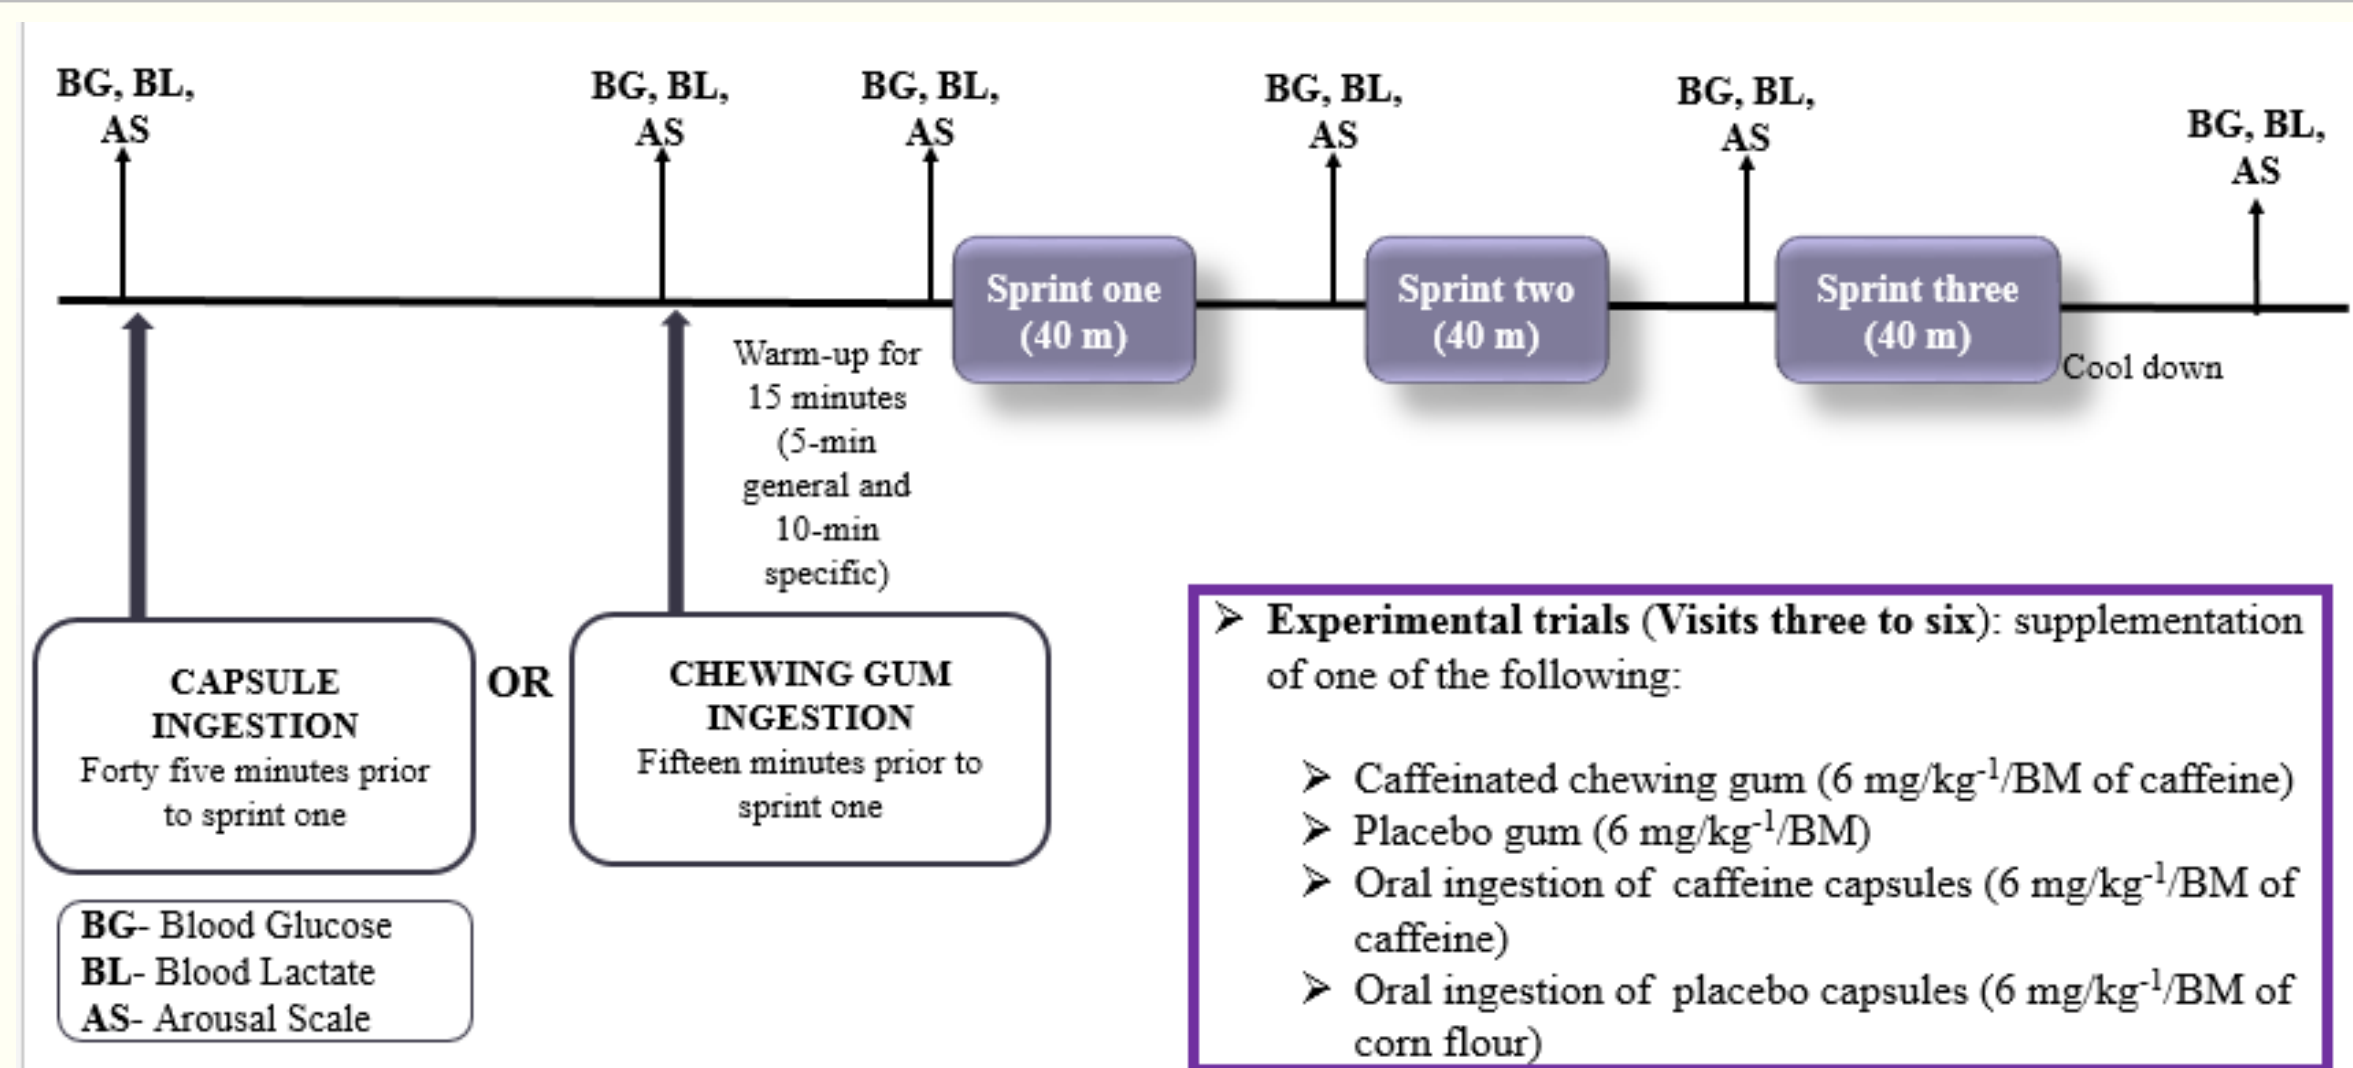 BG, BL,
AS
BG, BL,
AS
BG, BL,
AS
BG, BL,
AS
BG, BL,
AS
BG, BL,
AS
Sprint one
(40 m)
Sprint two
(40 m)
Sprint three
(40 m)
Cool down
Warm-up for
15 minutes
(5-min
general and
10-min
specific)
CAPSULE
INGESTION
Forty five minutes prior
to sprint one
OR
CHEWING GUM
INGESTION
Fifteen minutes prior to
sprint one
BG- Blood Glucose
BL- Blood Lactate
AS- Arousal Scale
➢ Experimental trials (Visits three to six): supplementation
of one of the following:
➢ Caffeinated chewing gum (6 mg/kg⁻¹/BM of caffeine)
➢ Placebo gum (6 mg/kg⁻¹/BM)
➢ Oral ingestion of caffeine capsules (6 mg/kg⁻¹/BM of
caffeine)
➢ Oral ingestion of placebo capsules (6 mg/kg⁻¹/BM of
corn flour)